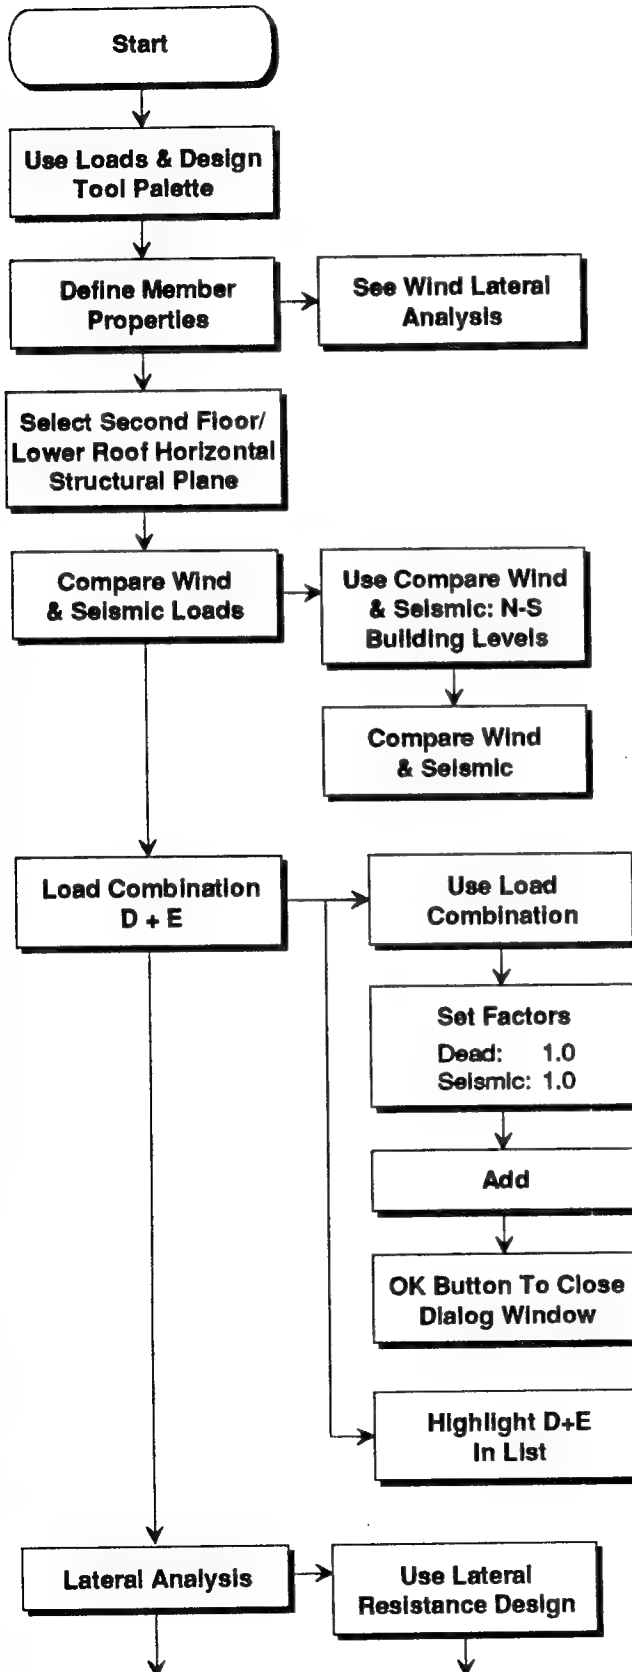 Start
Use Loads & Design
Tool Palette
Define Member
Properties
See Wind Lateral
Analysis
Select Second Floor/
Lower Roof Horizontal
Structural Plane
Compare Wind
& Seismic Loads
Use Compare Wind
& Seismic: N-S
Building Levels
Compare Wind
& Seismic
Load Combination
D + E
Use Load
Combination
Set Factors
Dead: 1.0
Seismic: 1.0
Add
OK Button To Close
Dialog Window
Highlight D+E
In List
Lateral Analysis
Use Lateral
Resistance Design